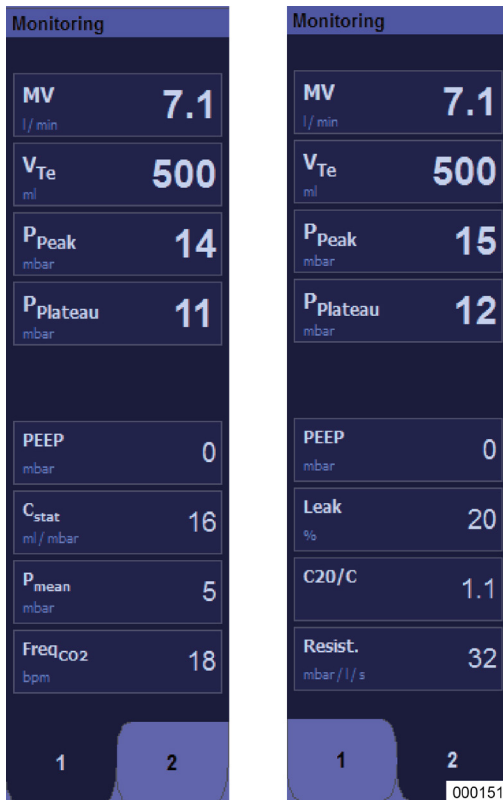 Monitoring
MV
l / min
7.1
VTe
ml
500
PPeak
mbar
14
PPlateau
mbar
11
PEEP
mbar
0
Cstat
ml / mbar
16
Pmean
mbar
5
FreqCO2
bpm
18
1
2
Monitoring
MV
l / min
7.1
VTe
ml
500
PPeak
mbar
15
PPlateau
mbar
12
PEEP
mbar
0
Leak
%
20
C20/C
1.1
Resist.
mbar / l / s
32
1
2
000151